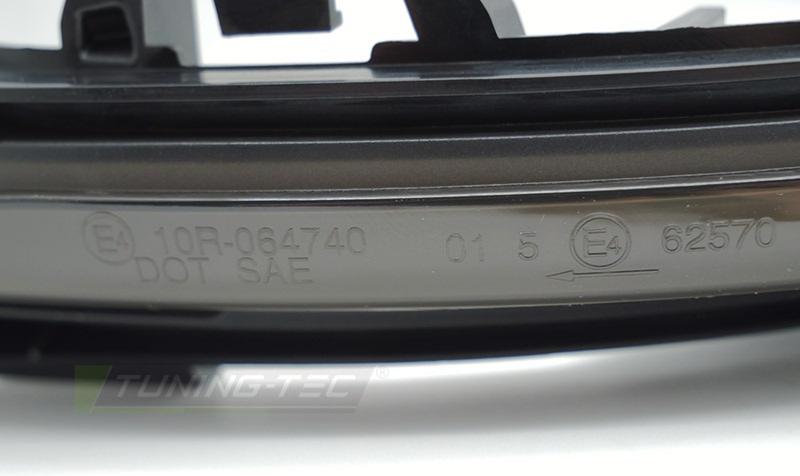 E4 10R-064740 01 5 E4 62570
DOT SAE
TUNING-TEC®